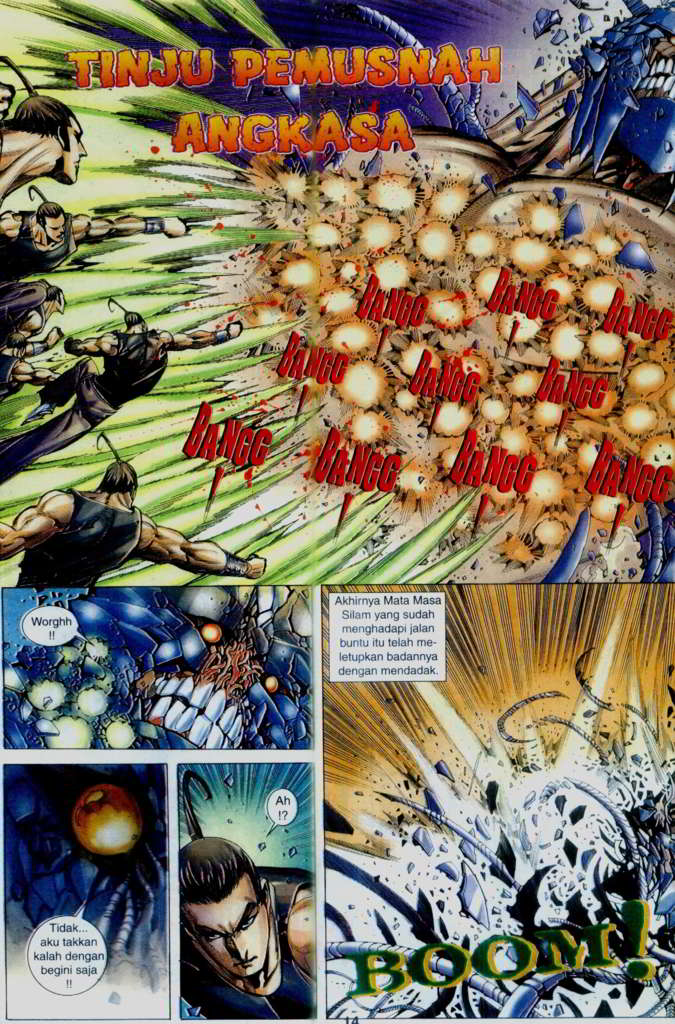 TINJU PEMUSNAH
ANGKASA
BANGG
BANGG
BANGG
BANGG
BANGG
BANGG
BANGG
BANGG
BANGG
BANGG
Worghh
!!
Akhirnya Mata Masa
Silam yang sudah
menghadapi jalan
buntu itu telah me-
letupkan badannya
dengan mendadak.
Tidak...
aku takkan
kalah dengan
begini saja
!!
Ah
!?
BOOM!
14